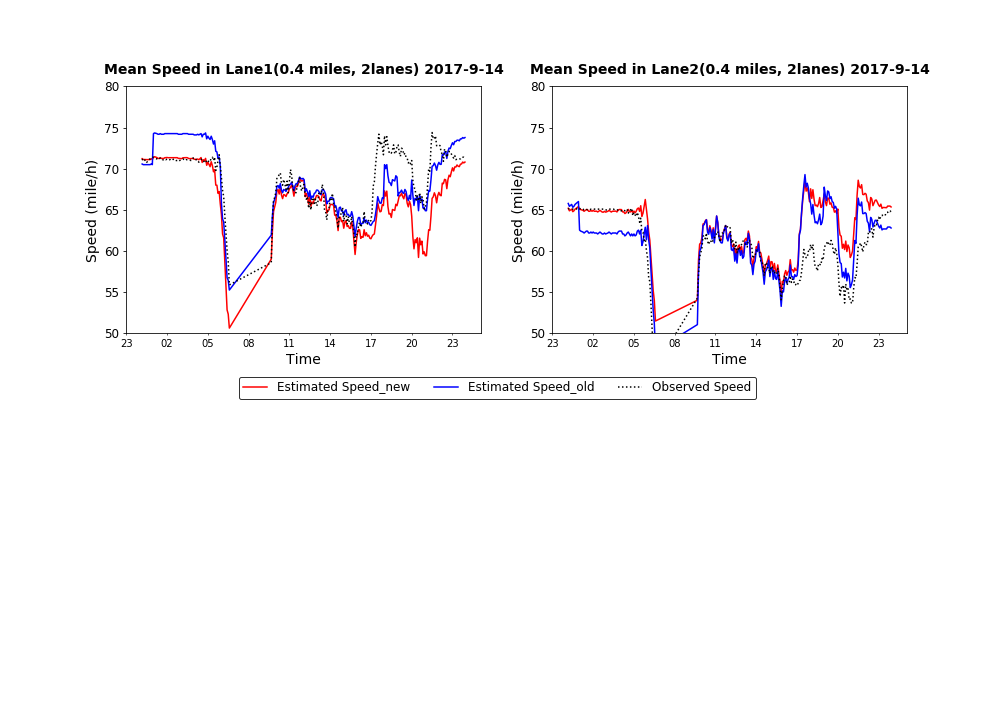 Mean Speed in Lane1(0.4 miles, 2lanes) 2017-9-14
80
75
70
65
60
55
50
Speed (mile/h)
23 02 05 08 11 14 17 20 23
Time
Mean Speed in Lane2(0.4 miles, 2lanes) 2017-9-14
80
75
70
65
60
55
50
Speed (mile/h)
23 02 05 08 11 14 17 20 23
Time
Estimated Speed_new Estimated Speed_old Observed Speed